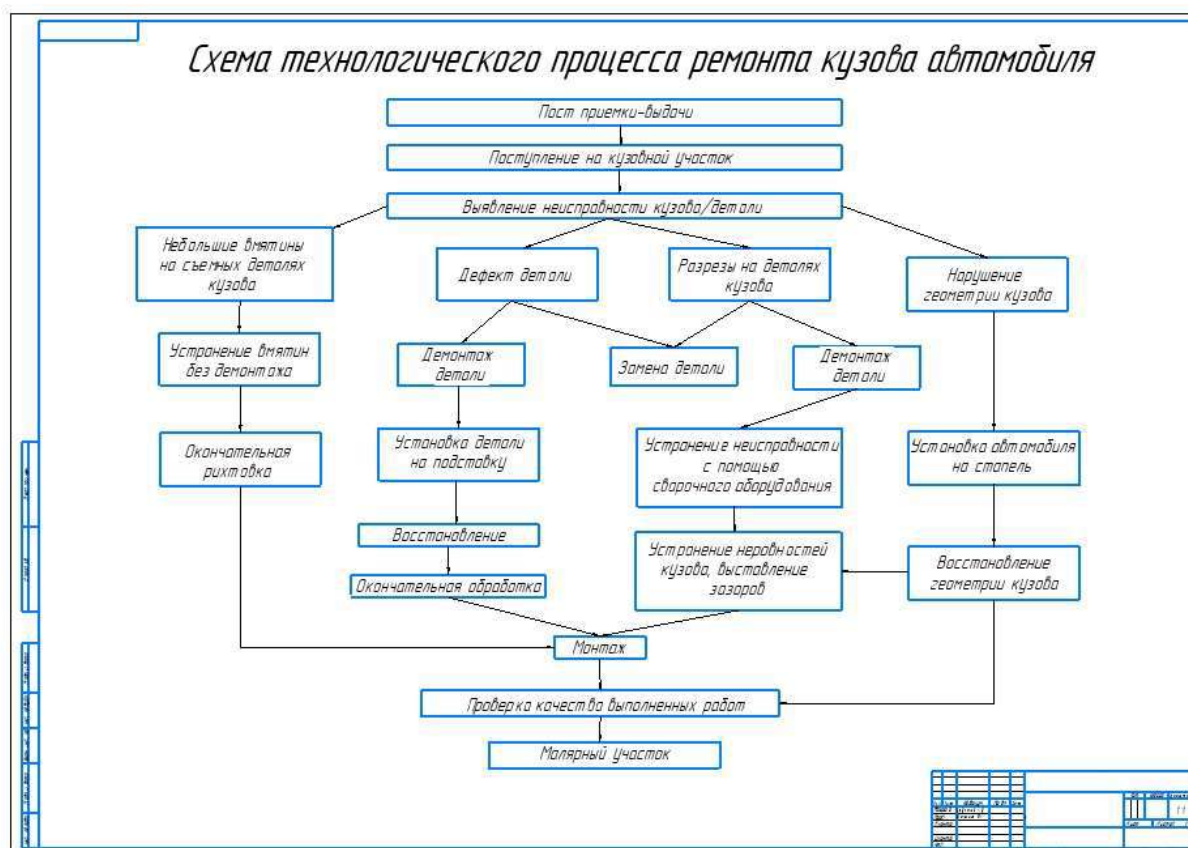 Схема технологического процесса ремонта кузова автомобиля
Пост приемки-выдачи
Поступление на кузовной участок
Выявление неисправности кузова/детали
Небольшие вмятины
на съемных деталях
кузова
Дефект детали
Разрезы на деталях
кузова
Нарушение
геометрии кузова
Устранение вмятин
без демонтажа
Демонтаж
детали
Замена детали
Демонтаж
детали
Окончательная
рихтовка
Установка детали
на подставку
Устранение неисправности
с помощью
сварочного оборудования
Установка автомобиля
на стапель
Восстановление
Окончательная обработка
Устранение неровностей
кузова, выставление
зазоров
Восстановление
геометрии кузова
Монтаж
Проверка качества выполненных работ
Малярный участок